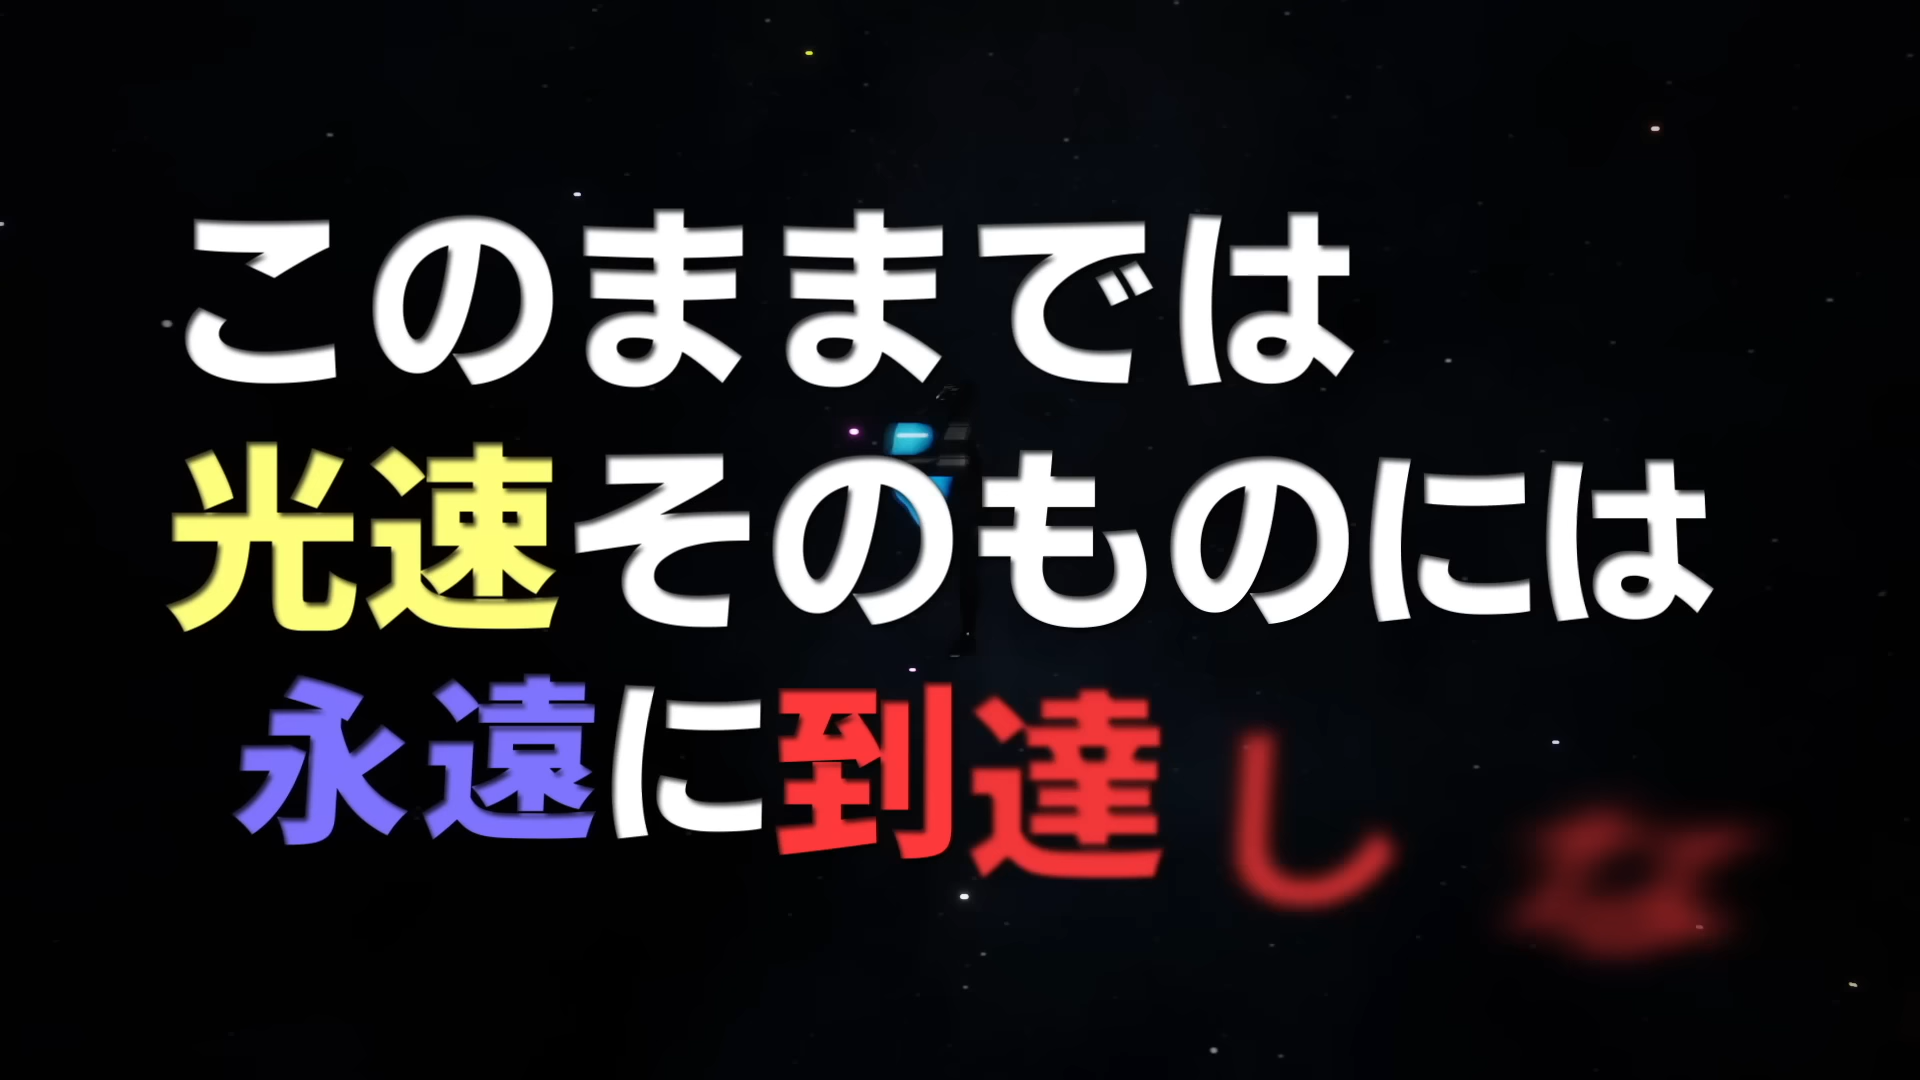 このままでは
光速そのものには
永遠に到達しな